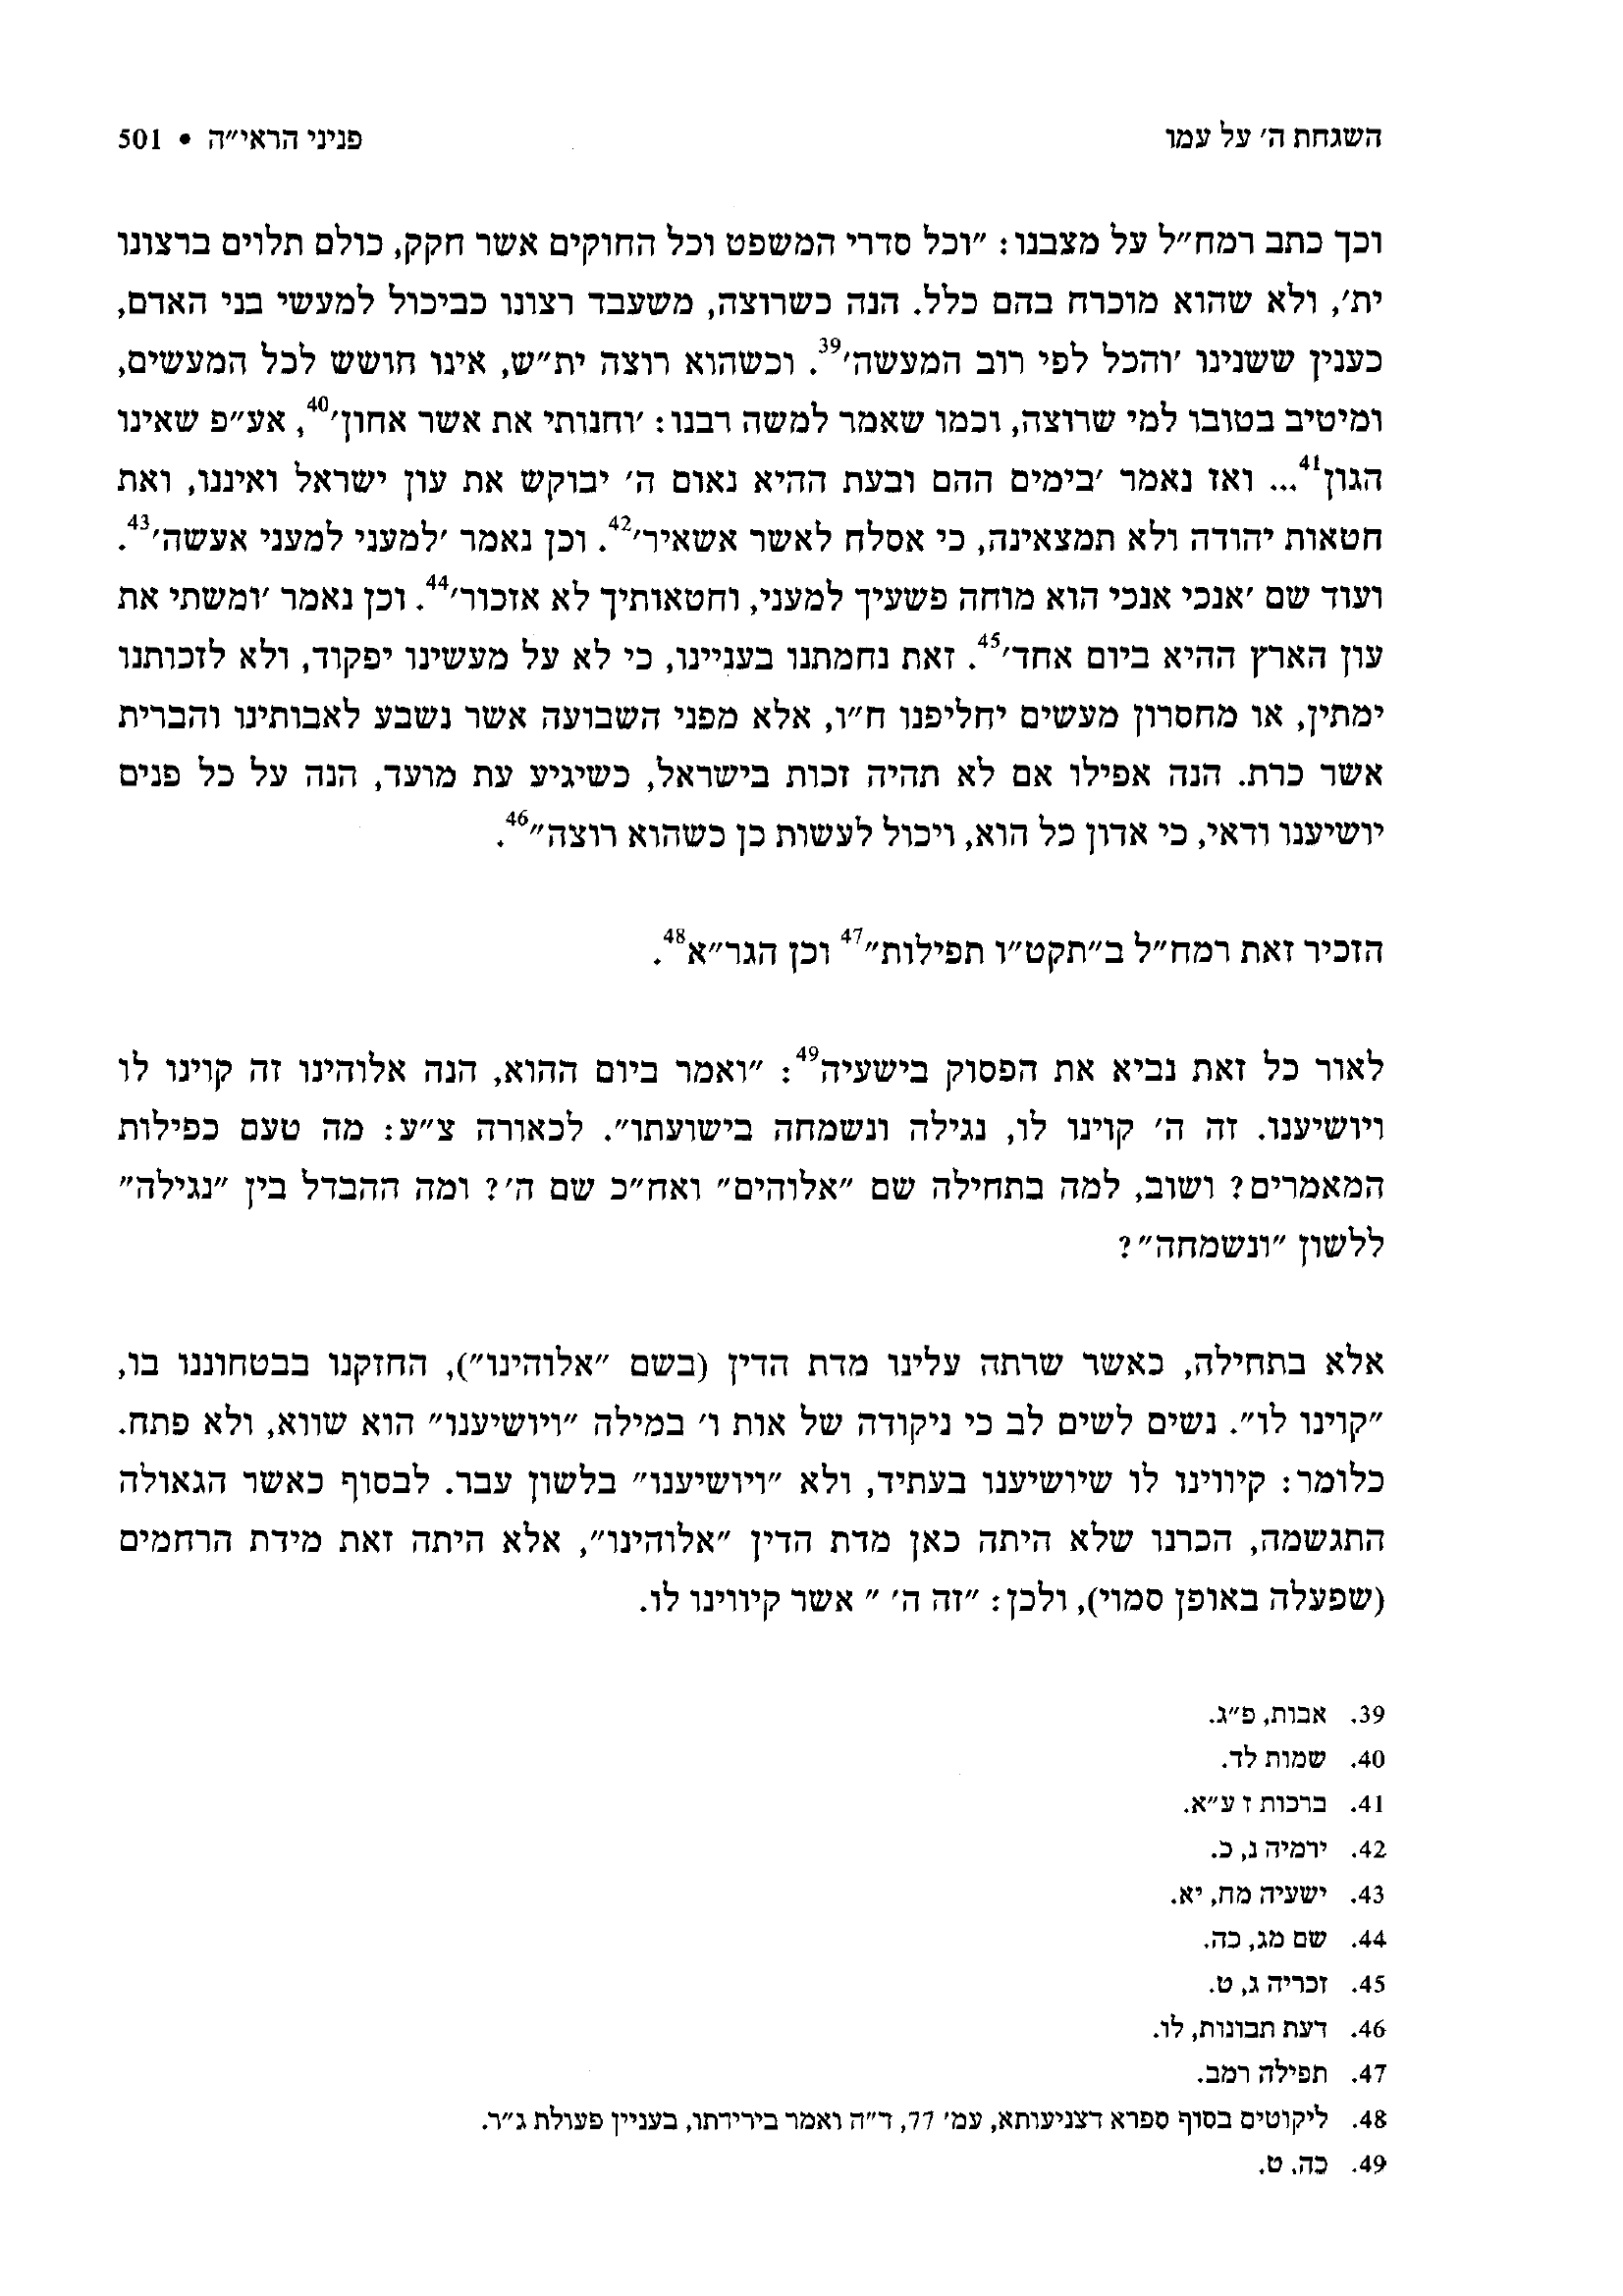 השגחת ה' על עמו
פניני הראי"ה • 501
וכך כתב רמח"ל על מצבנו: "וכל סדרי המשפט וכל החוקים אשר חקק, כולם תלוים ברצונו
ית', ולא שהוא מוכרח בהם כלל. הנה כשרוצה, משעבד רצונו כביכול למעשי בני האדם,
כענין ששנינו 'והכל לפי רוב המעשה'39. וכשהוא רוצה ית"ש, אינו חושש לכל המעשים,
ומיטיב בטובו למי שרוצה, וכמו שאמר למשה רבנו: 'וחנותי את אשר אחון'40, אע"פ שאינו
הגון41... ואז נאמר 'בימים ההם ובעת ההיא נאום ה' יבוקש את עון ישראל ואיננו, ואת
חטאות יהודה ולא תמצאינה, כי אסלח לאשר אשאיר'42. וכן נאמר 'למעני למעני אעשה'43.
ועוד שם 'אנכי אנכי הוא מוחה פשעיך למעני, וחטאותיך לא אזכור'44. וכן נאמר 'ומשתי את
עון הארץ ההיא ביום אחד'45. זאת נחמתנו בעניינו, כי לא על מעשינו יפקוד, ולא לזכותנו
ימתין, או מחסרון מעשים יחליפנו ח"ו, אלא מפני השבועה אשר נשבע לאבותינו והברית
אשר כרת. הנה אפילו אם לא תהיה זכות בישראל, כשיגיע עת מועד, הנה על כל פנים
יושיענו ודאי, כי אדון כל הוא, ויכול לעשות כן כשהוא רוצה"46.
הזכיר זאת רמח"ל ב"תקט"ו תפילות"47 וכן הגר"א48.
לאור כל זאת נביא את הפסוק בישעיה49: "ואמר ביום ההוא, הנה אלוהינו זה קוינו לו
ויושיענו. זה ה' קוינו לו, נגילה ונשמחה בישועתו". לכאורה צ"ע: מה טעם כפילות
המאמרים? ושוב, למה בתחילה שם "אלוהים" ואח"כ שם ה'? ומה ההבדל בין "נגילה"
ללשון "ונשמחה"?
אלא בתחילה, כאשר שרתה עלינו מדת הדין (בשם "אלוהינו"), החזקנו בבטחוננו בו,
"קוינו לו". נשים לשים לב כי ניקודה של אות ו' במילה "ויושיענו" הוא שווא, ולא פתח.
כלומר: קיווינו לו שיושיענו בעתיד, ולא "ויושיענו" בלשון עבר. לבסוף כאשר הגאולה
התגשמה, הכרנו שלא היתה כאן מדת הדין "אלוהינו", אלא היתה זאת מידת הרחמים
(שפעלה באופן סמוי), ולכן: "זה ה' " אשר קיווינו לו.
39. אבות, פ"ג.
40. שמות לד.
41. ברכות ז ע"א.
42. ירמיה נ, כ.
43. ישעיה מח, יא.
44. שם מג, כה.
45. זכריה ג, ט.
46. דעת תבונות, לו.
47. תפילה רמב.
48. ליקוטים בסוף ספרא דצניעותא, עמ' 77, ד"ה ואמר בירידתו, בעניין פעולת ג"ר.
49. כה, ט.